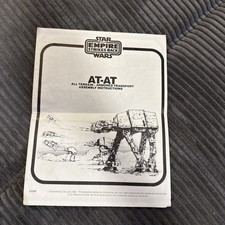 STAR
THE
EMPIRE
STRIKES BACK
WARS
AT-AT
ALL TERRAIN - ARMORED TRANSPORT
ASSEMBLY INSTRUCTIONS